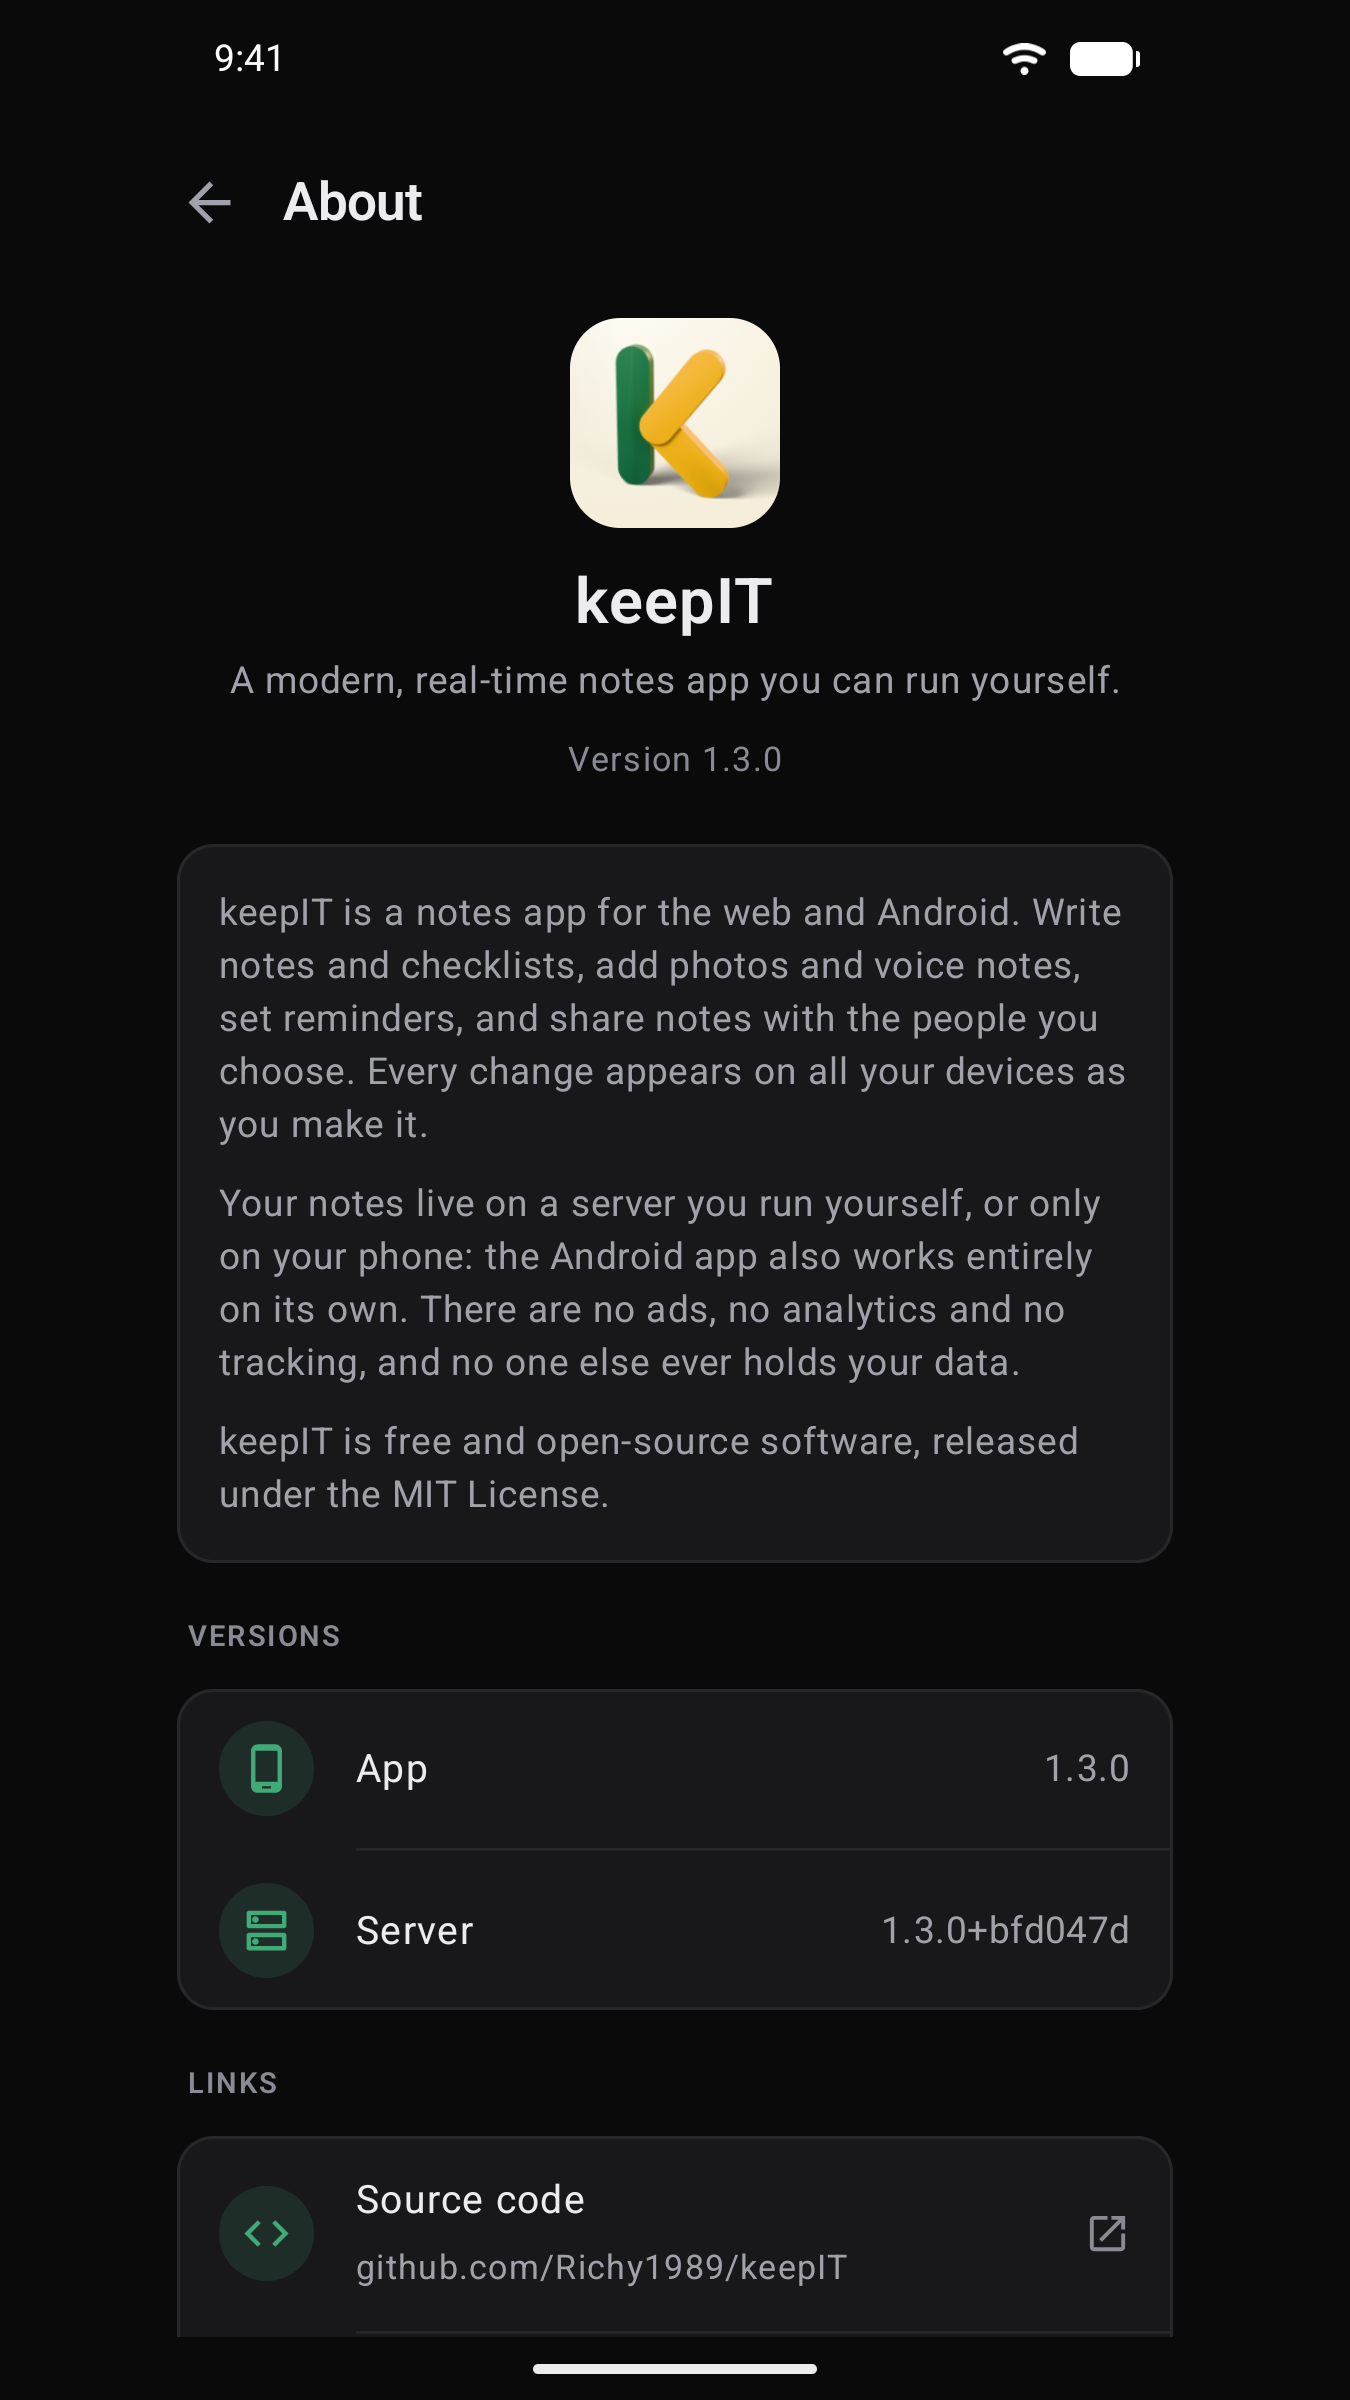 9:41
About
keepIT
A modern, real-time notes app you can run yourself.
Version 1.3.0
keepIT is a notes app for the web and Android. Write
notes and checklists, add photos and voice notes,
set reminders, and share notes with the people you
choose. Every change appears on all your devices as
you make it.
Your notes live on a server you run yourself, or only
on your phone: the Android app also works entirely
on its own. There are no ads, no analytics and no
tracking, and no one else ever holds your data.
keepIT is free and open-source software, released
under the MIT License.
VERSIONS
App 1.3.0
Server 1.3.0+bfd047d
LINKS
Source code
github.com/Richy1989/keepIT